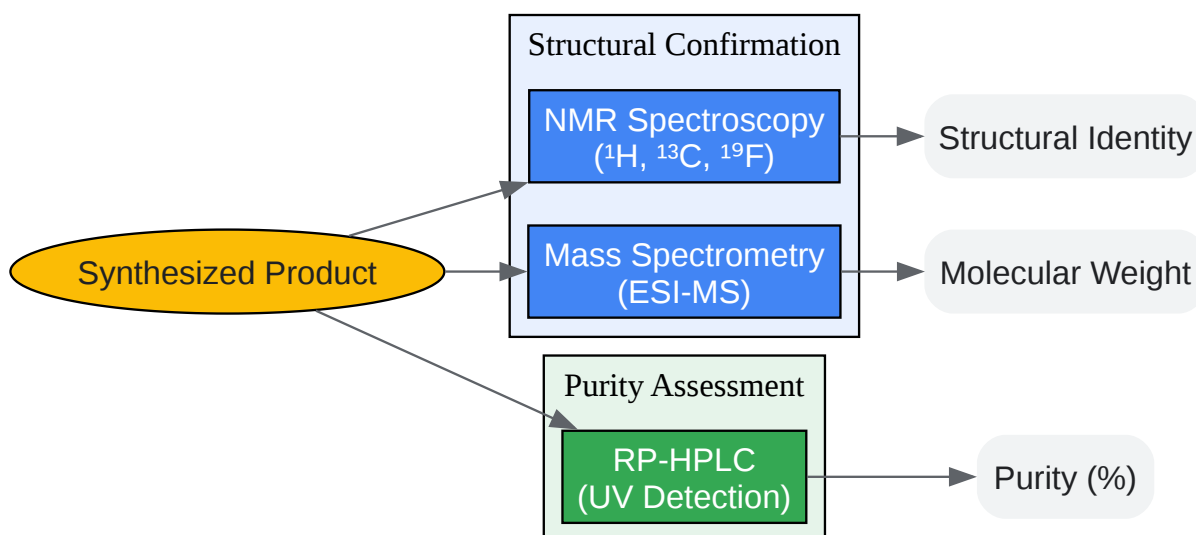 Structural Confirmation
NMR Spectroscopy
(¹H, ¹³C, ¹⁹F)
Structural Identity
Synthesized Product
Mass Spectrometry
(ESI-MS)
Molecular Weight
Purity Assessment
RP-HPLC
(UV Detection)
Purity (%)